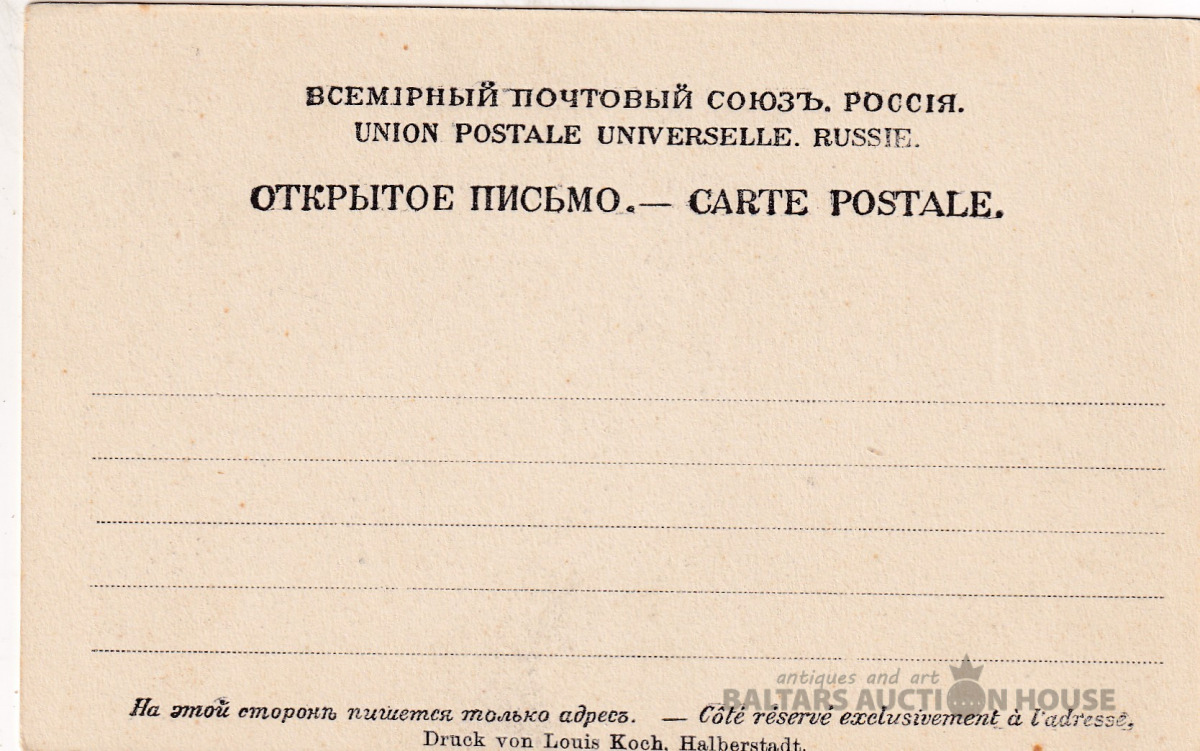 ВСЕМІРНЫЙ ПОЧТОВЫЙ СОЮЗЪ. РОССІЯ.
UNION POSTALE UNIVERSELLE. RUSSIE.
ОТКРЫТОЕ ПИСЬМО.— CARTE POSTALE.
antiques and art
BALTARS AUCTION HOUSE
На этой сторонѣ пишется только адресъ. — Côté réservé exclusivement à l'adresse.
Druck von Louis Koch, Halberstadt.